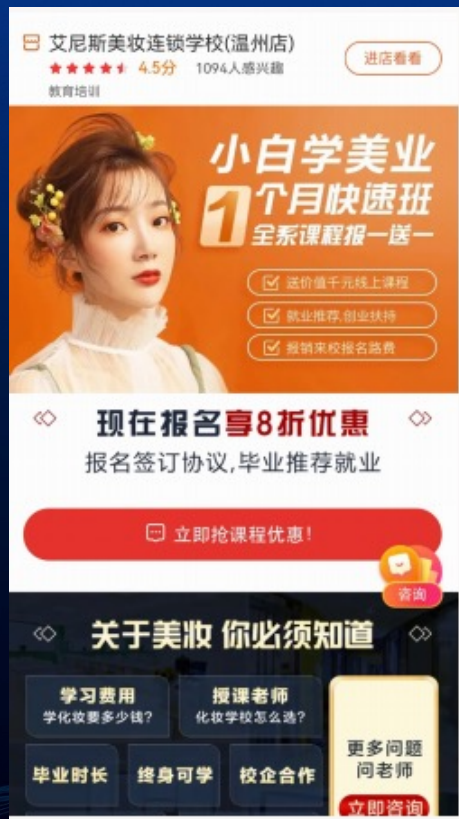 艾尼斯美妆连锁学校(温州店)
4.5分 1094人感兴趣
进店看看
教育培训
小白学美业
1个月快速班
全系课程报一送一
送价值千元线上课程
就业推荐,创业扶持
报销来校报名路费
现在报名享8折优惠
报名签订协议,毕业推荐就业
立即抢课程优惠!
咨询
关于美妆 你必须知道
学习费用
学化妆要多少钱?
授课老师
化妆学校怎么选?
毕业时长
终身可学
校企合作
更多问题
问老师
立即咨询